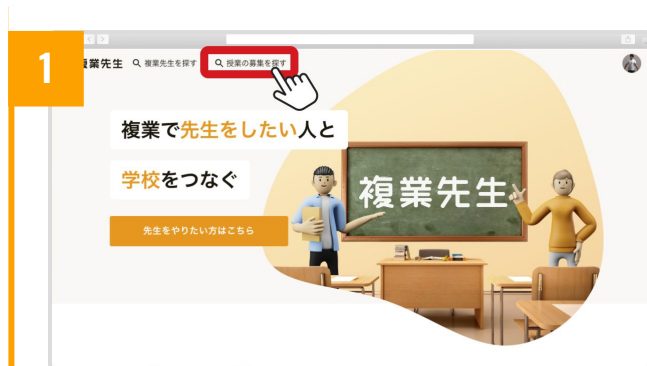 1
複業先生 複業先生を探す 授業の募集を探す
複業で先生をしたい人と
学校をつなぐ
先生をやりたい方はこちら
複業先生